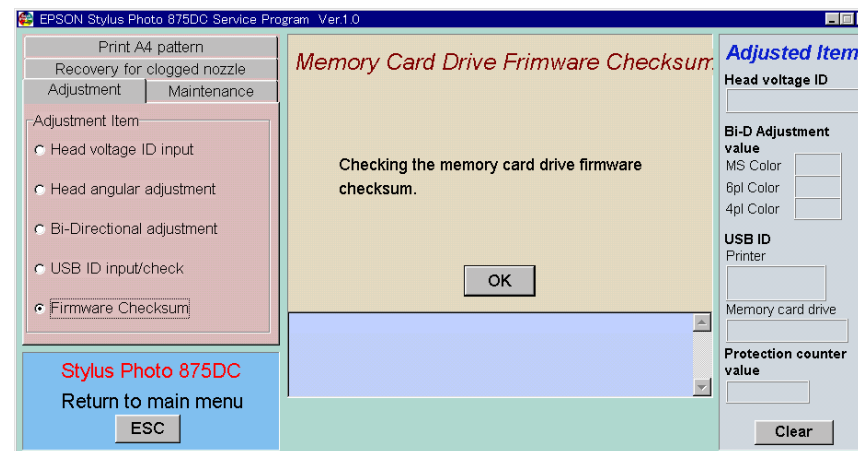 EPSON Stylus Photo 875DC Service Program Ver.1.0
Print A4 pattern
Recovery for clogged nozzle
Adjustment
Maintenance
Adjustment Item
Head voltage ID input
Head angular adjustment
Bi-Directional adjustment
USB ID input/check
Firmware Checksum
Stylus Photo 875DC
Return to main menu
ESC
Memory Card Drive Frimware Checksum
Checking the memory card drive firmware
checksum.
OK
Adjusted Item
Head voltage ID
Bi-D Adjustment
value
MS Color
6pl Color
4pl Color
USB ID
Printer
Memory card drive
Protection counter
value
Clear